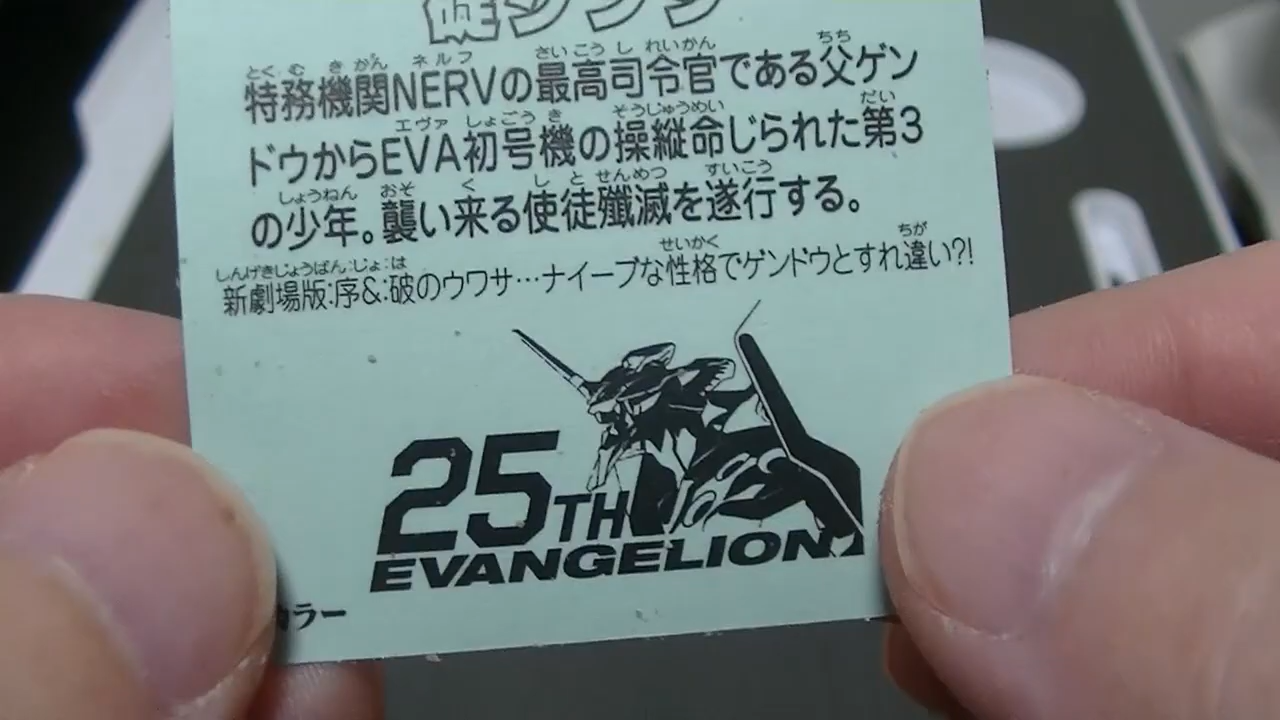 碇シンジ
特務機関NERVの最高司令官である父ゲン
ドウからEVA初号機の操縦命じられた第3
の少年。襲い来る使徒殲滅を遂行する。
新劇場版:序&:破のウワサ…ナイーブな性格でゲンドウとすれ違い?!
25TH
EVANGELION
カラー